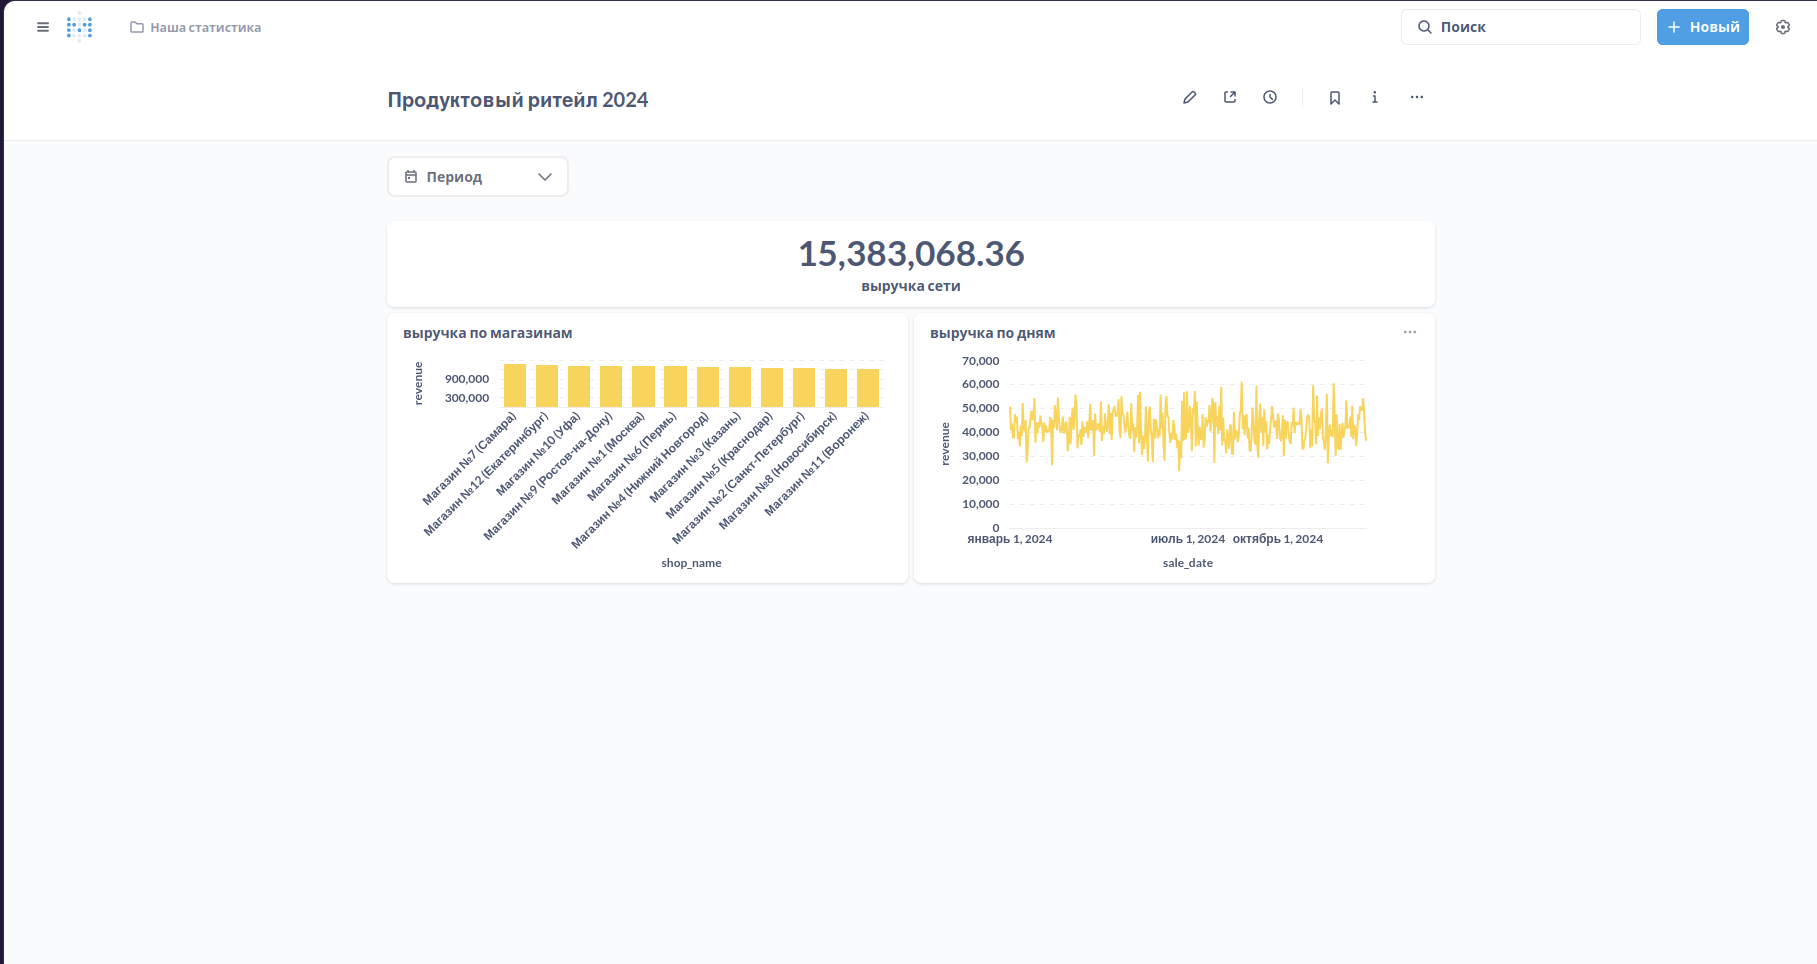 Наша статистика
Поиск
+ Новый
Продуктовый ритейл 2024
Период
15,383,068.36
выручка сети
выручка по магазинам
revenue
900,000
300,000
Магазин №7 (Самара)
Магазин №12 (Екатеринбург)
Магазин №10 (Уфа)
Магазин №9 (Ростов-на-Дону)
Магазин №1 (Москва)
Магазин №6 (Пермь)
Магазин №4 (Нижний Новгород)
Магазин №3 (Казань)
Магазин №5 (Краснодар)
Магазин №2 (Санкт-Петербург)
Магазин №8 (Новосибирск)
Магазин №11 (Воронеж)
shop_name
выручка по дням
revenue
70,000
60,000
50,000
40,000
30,000
20,000
10,000
0
январь 1, 2024 июль 1, 2024 октябрь 1, 2024
sale_date